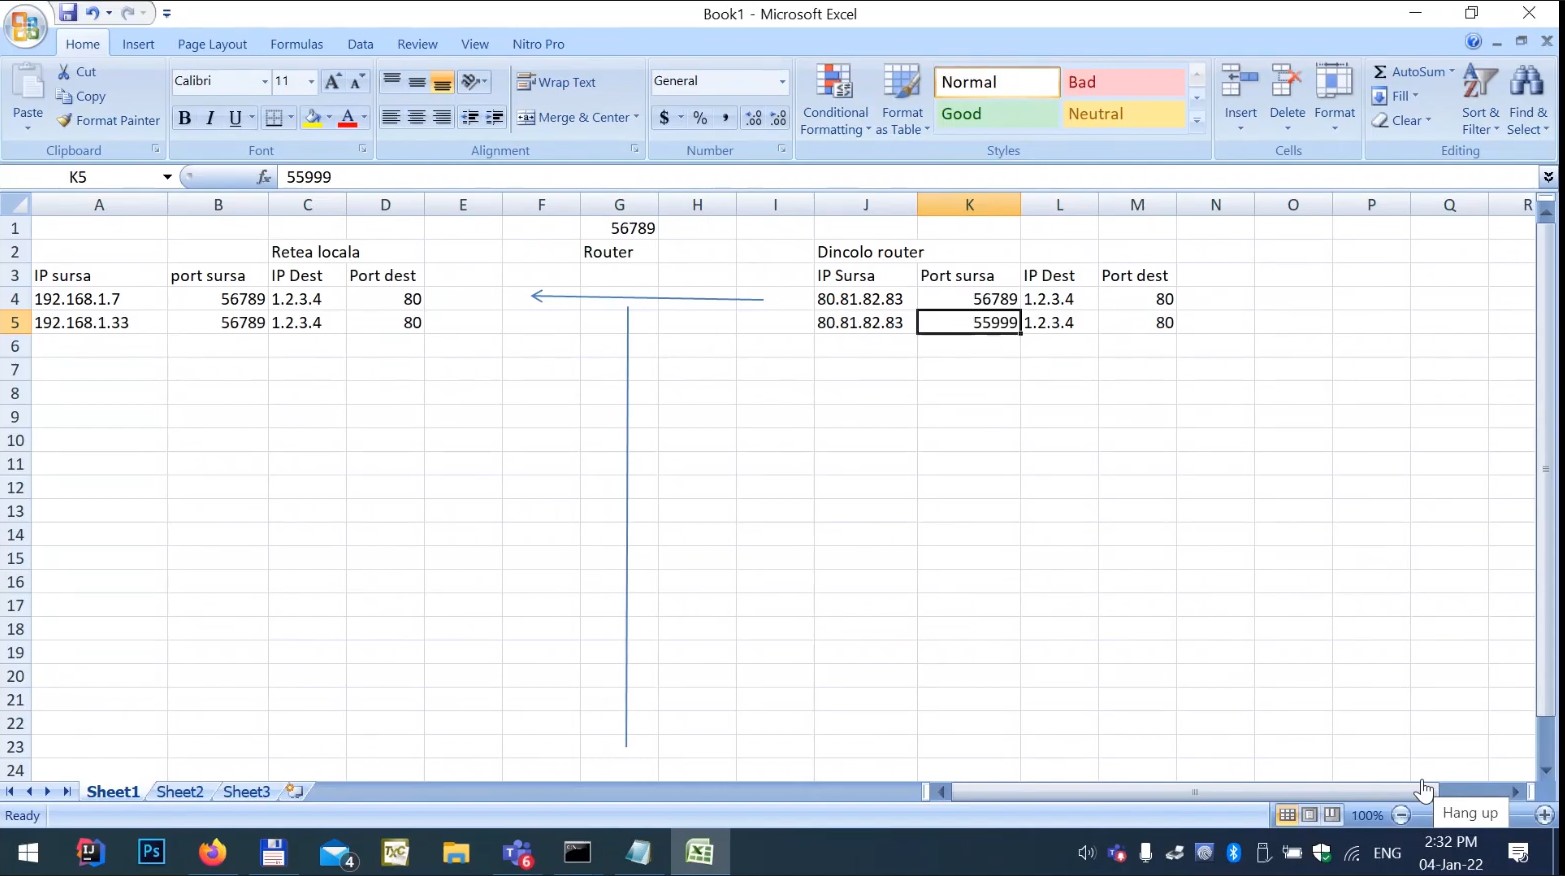 Book1 - Microsoft Excel
Home Insert Page Layout Formulas Data Review View Nitro Pro
Paste
Cut
Copy
Format Painter
Clipboard
Calibri 11
B I U
Font
Wrap Text
Merge & Center
Alignment
General
$ % ,
Number
Conditional Formatting
Format as Table
Normal Bad
Good Neutral
Styles
Insert Delete Format
Cells
Σ AutoSum
Fill
Clear
Sort & Filter
Find & Select
Editing
K5 fx 55999
A B C D E F G H I J K L M N O P Q R
1 56789
2 Retea locala Router Dincolo router
3 IP sursa port sursa IP Dest Port dest IP Sursa Port sursa IP Dest Port dest
4 192.168.1.7 56789 1.2.3.4 80 80.81.82.83 56789 1.2.3.4 80
5 192.168.1.33 56789 1.2.3.4 80 80.81.82.83 55999 1.2.3.4 80
6
7
8
9
10
11
12
13
14
15
16
17
18
19
20
21
22
23
24
Sheet1 Sheet2 Sheet3
Ready 100% Hang up
Ps 4 6 ENG
2:32 PM
04-Jan-22